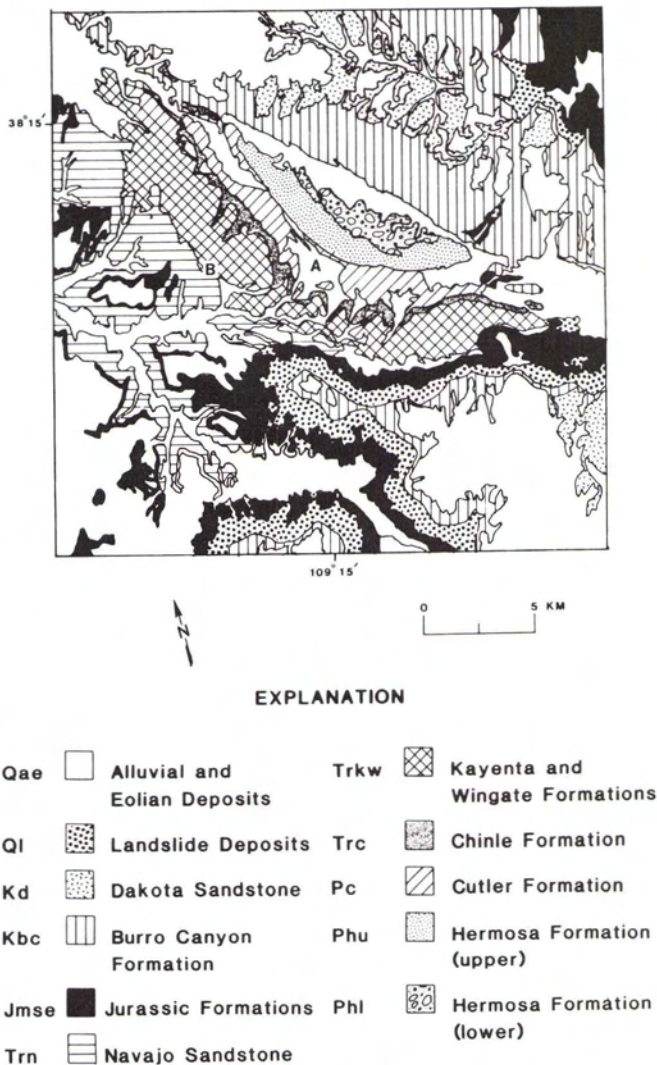 38° 15'
B
A
109° 15'
N
0 5 KM
EXPLANATION
Qae Alluvial and Eolian Deposits
Ql Landslide Deposits
Kd Dakota Sandstone
Kbc Burro Canyon Formation
Jmse Jurassic Formations
Trn Navajo Sandstone
Trkw Kayenta and Wingate Formations
Trc Chinle Formation
Pc Cutler Formation
Phu Hermosa Formation (upper)
Phl Hermosa Formation (lower)